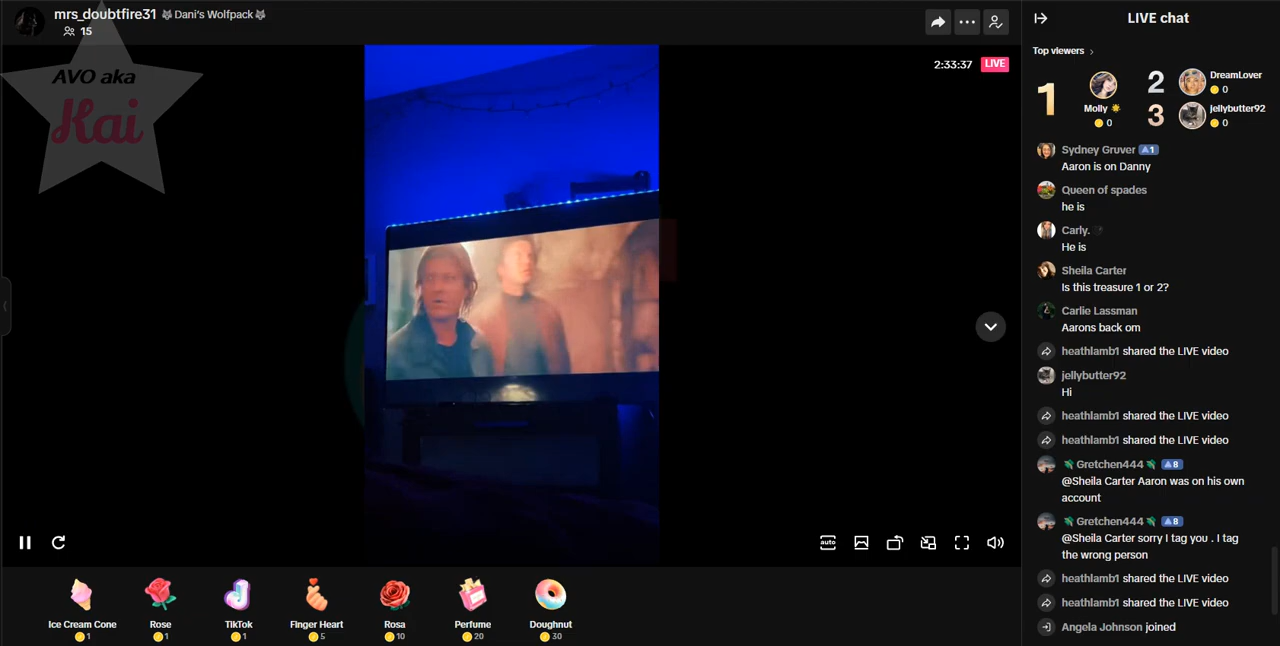 mrs_doubtfire31 🐺Dani's Wolfpack🐺
15
AVO aka
Kai
2:33:37 LIVE
LIVE chat
Top viewers
1
Molly ☀️
0
2
DreamLover
0
3
jellybutter92
0
Sydney Gruver 1
Aaron is on Danny
Queen of spades
he is
Carly.
He is
Sheila Carter
Is this treasure 1 or 2?
Carlie Lassman
Aarons back om
heathlamb1 shared the LIVE video
jellybutter92
Hi
heathlamb1 shared the LIVE video
heathlamb1 shared the LIVE video
Gretchen444 8
@Sheila Carter Aaron was on his own
account
Gretchen444 8
@Sheila Carter sorry I tag you . I tag
the wrong person
heathlamb1 shared the LIVE video
heathlamb1 shared the LIVE video
Angela Johnson joined
auto
Ice Cream Cone
1
Rose
1
TikTok
1
Finger Heart
5
Rosa
10
Perfume
20
Doughnut
30